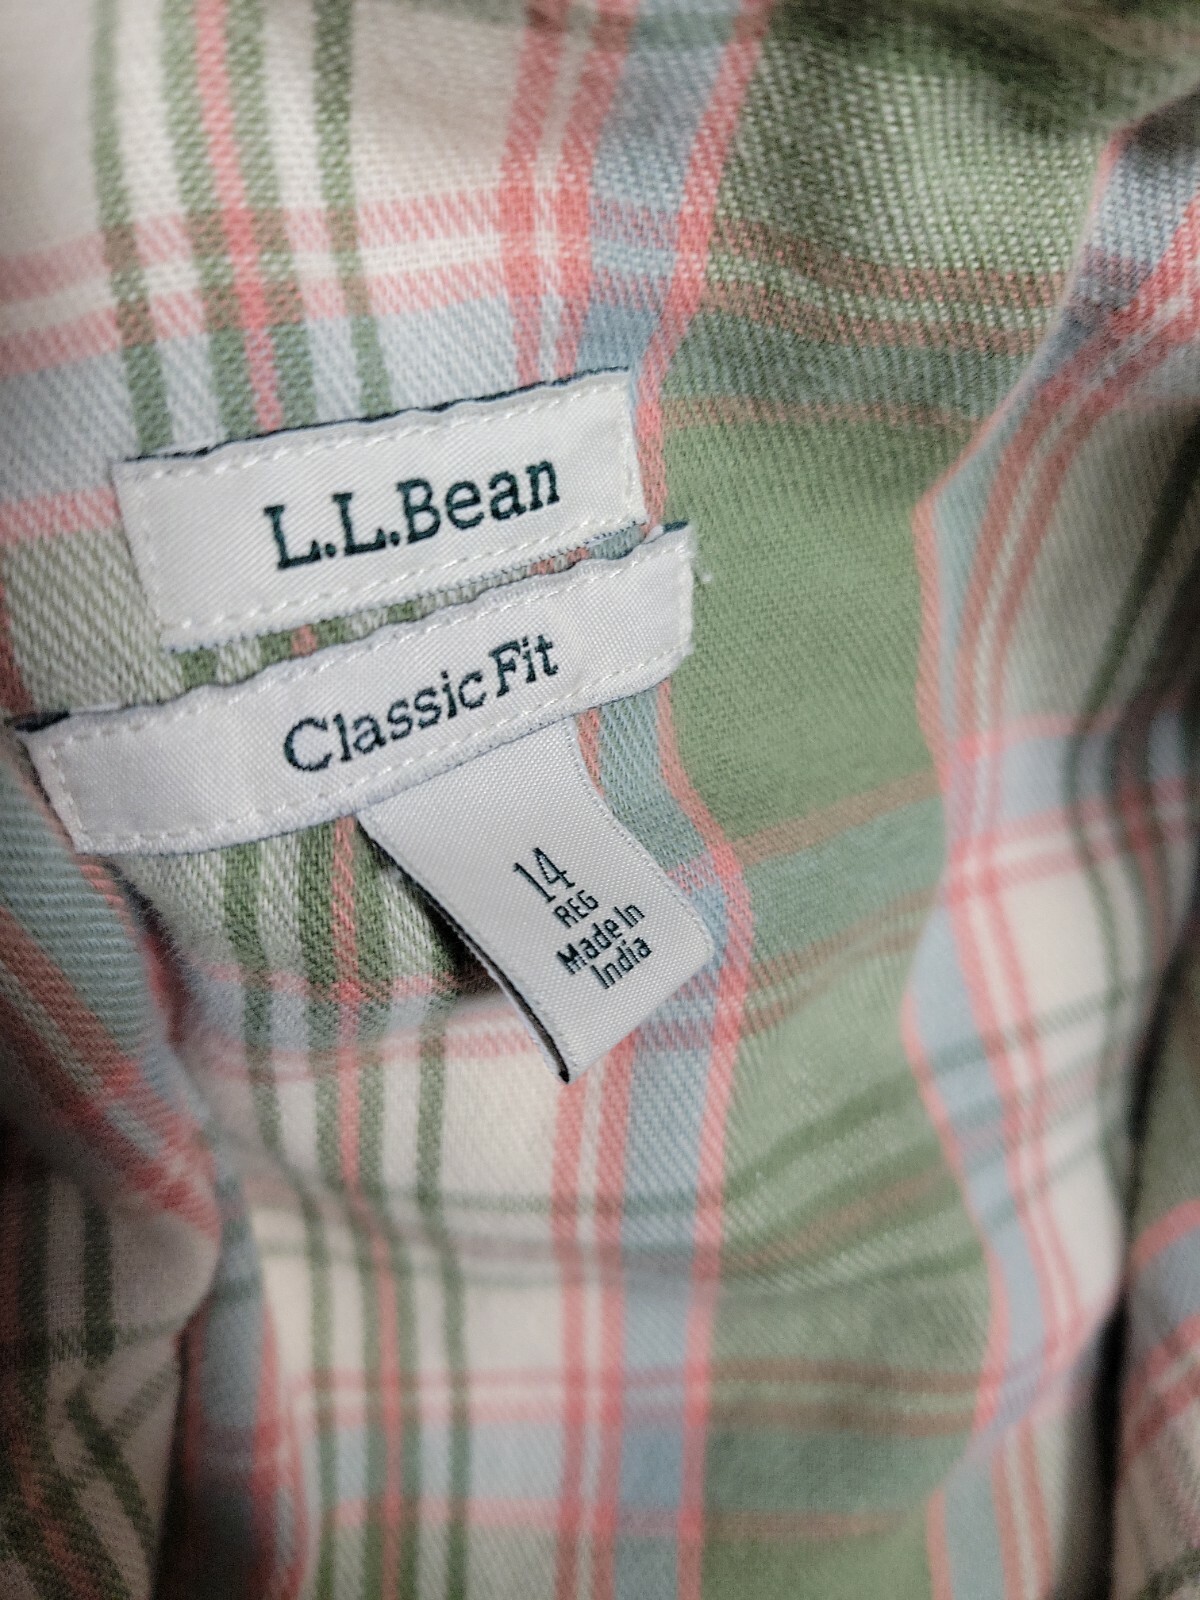 L.L.Bean
Classic Fit
14
REG
Made In
India